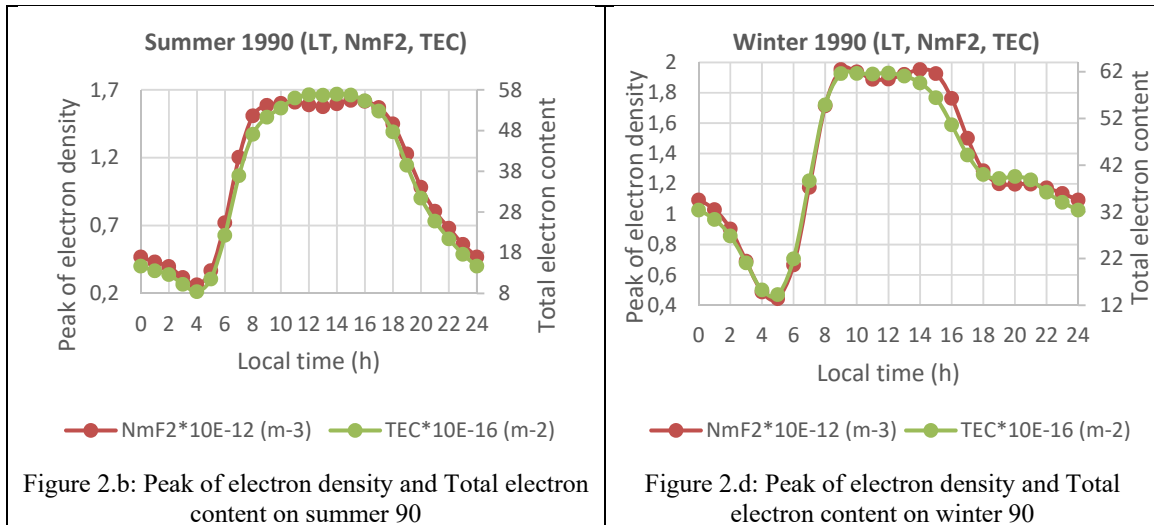 Summer 1990 (LT, NmF2, TEC)
Peak of electron density
1,7
1,2
0,7
0,2
58
48
38
28
18
8
Total electron content
0 2 4 6 8 10 12 14 16 18 20 22 24
Local time (h)
NmF2*10E-12 (m-3) TEC*10E-16 (m-2)
Figure 2.b: Peak of electron density and Total electron
content on summer 90
Winter 1990 (LT, NmF2, TEC)
Peak of electron density
2
1,8
1,6
1,4
1,2
1
0,8
0,6
0,4
62
52
42
32
22
12
Total electron content
0 2 4 6 8 10 12 14 16 18 20 22 24
Local time (h)
NmF2*10E-12 (m-3) TEC*10E-16 (m-2)
Figure 2.d: Peak of electron density and Total
electron content on winter 90